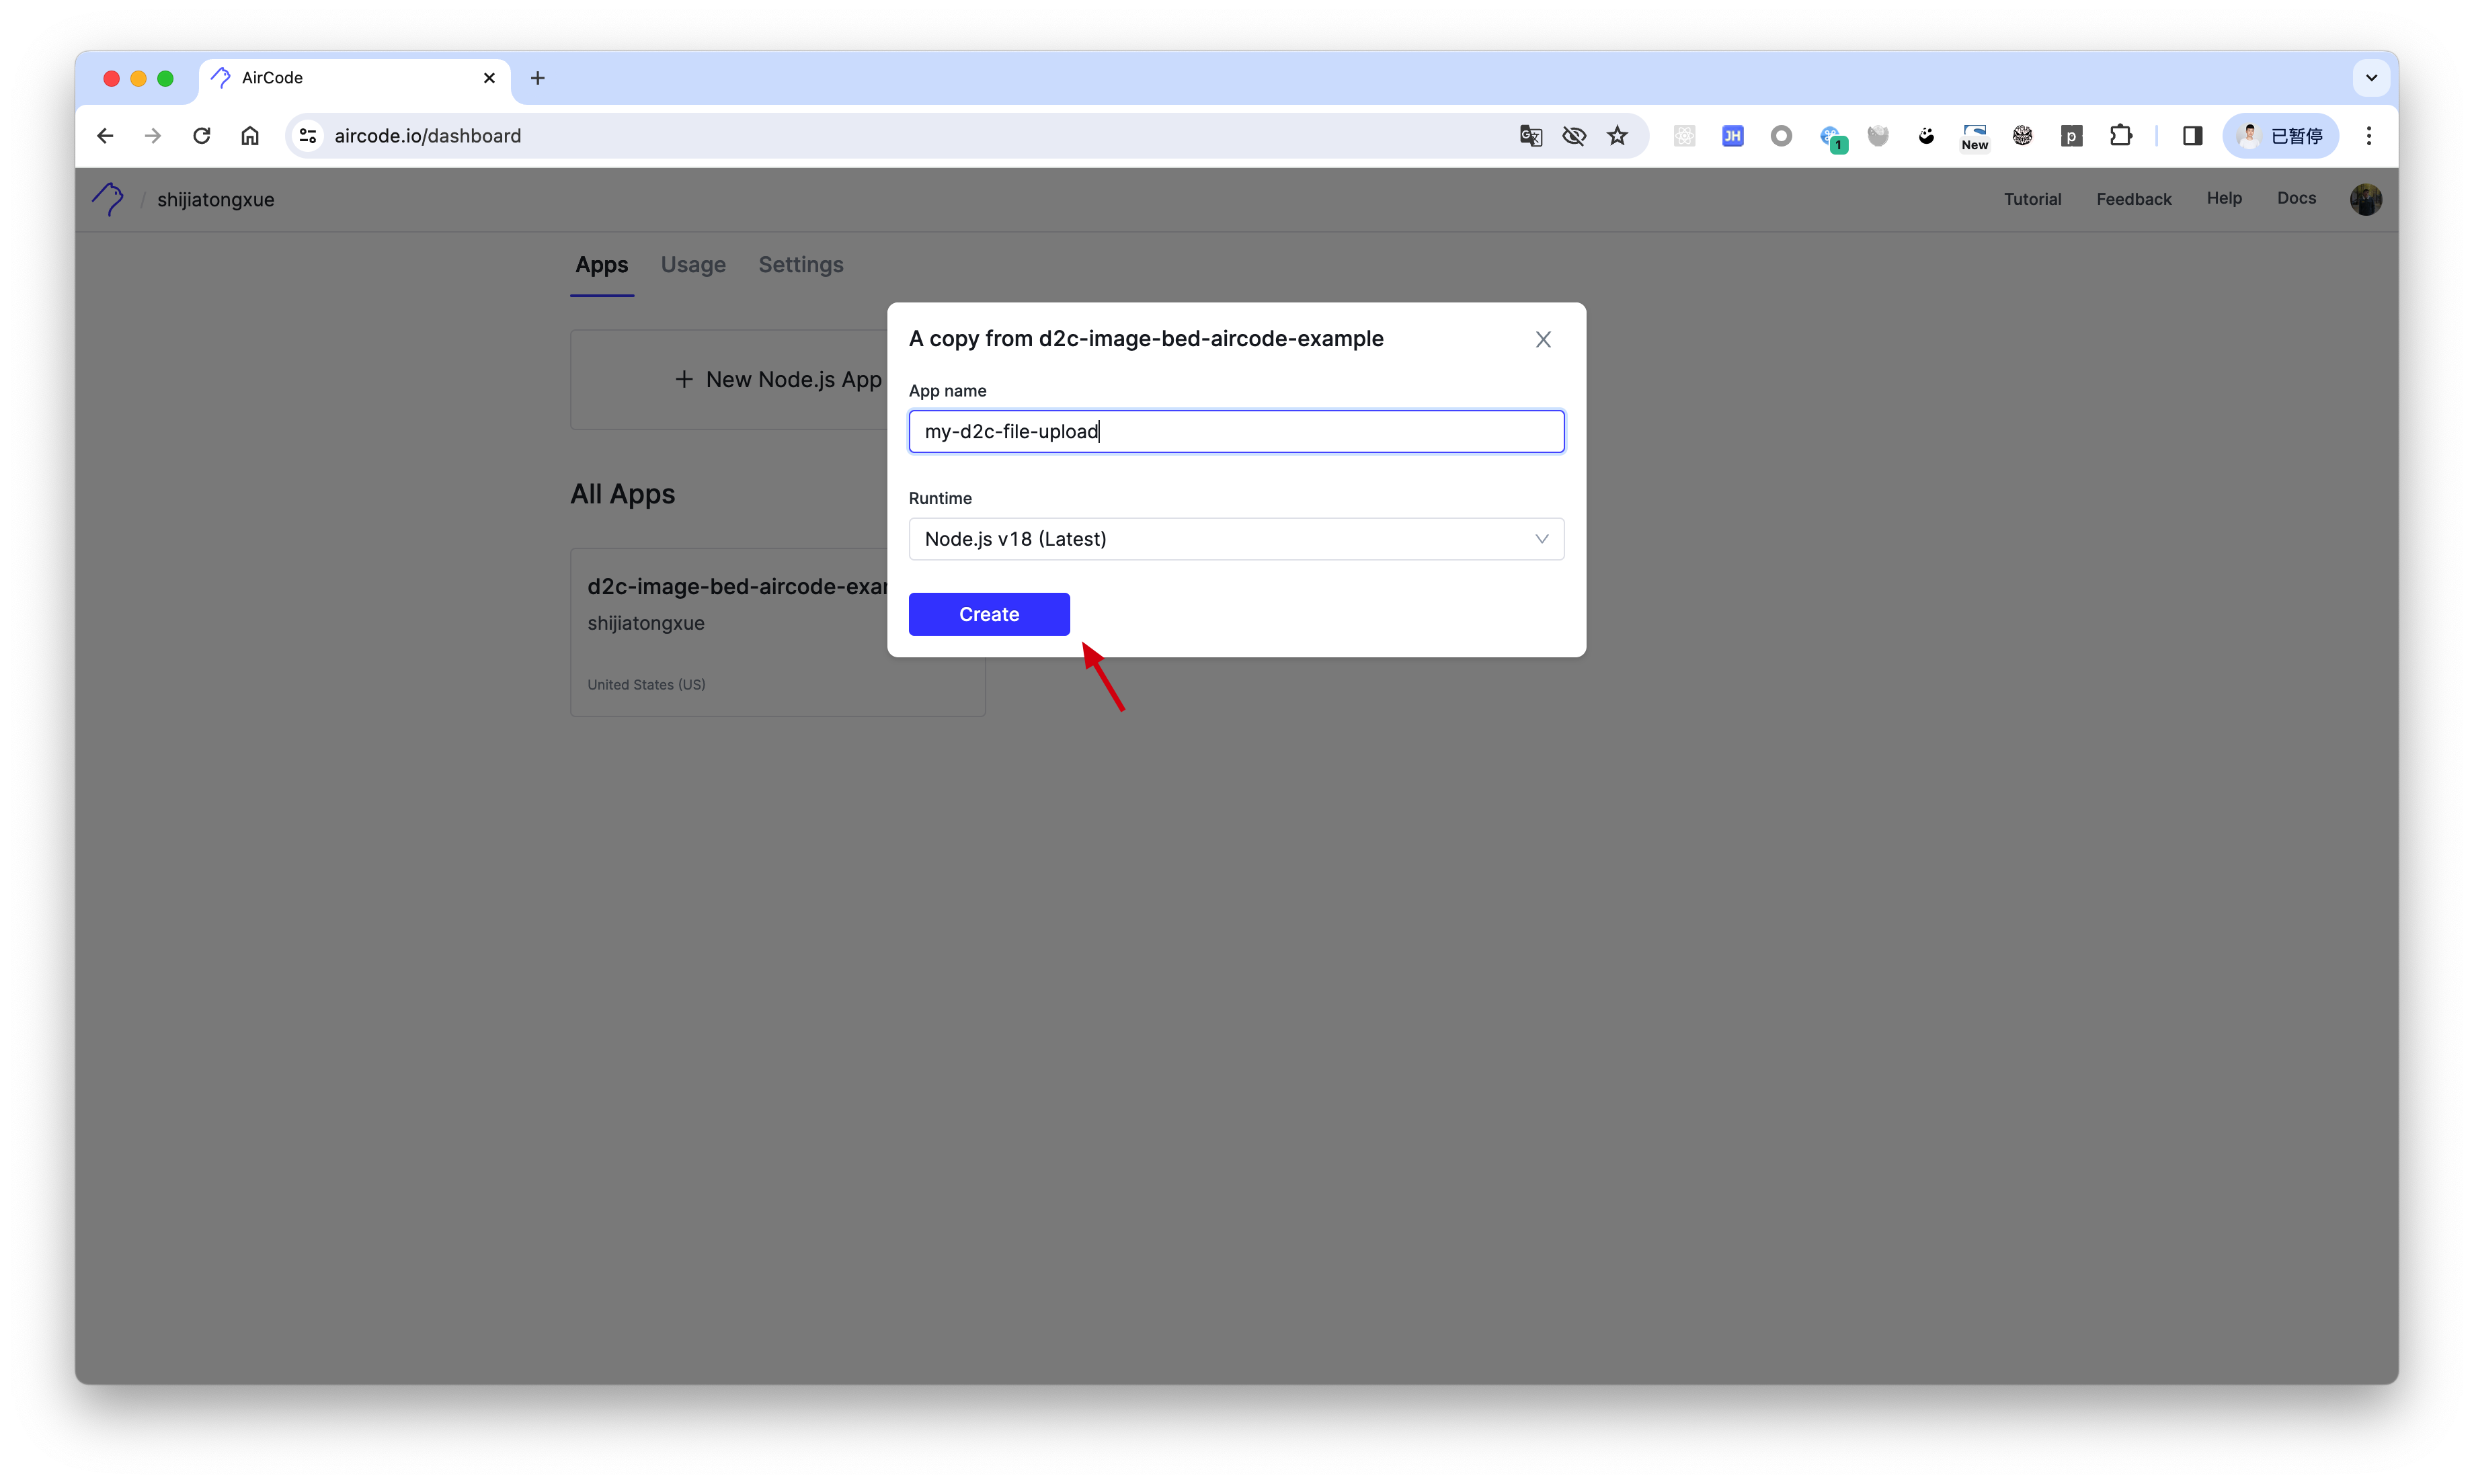 AirCode
aircode.io/dashboard
JH
1
New
p
已暂停
/ shijiatongxue
Tutorial
Feedback
Help
Docs
Apps
Usage
Settings
+ New Node.js App
All Apps
d2c-image-bed-aircode-exa
shijiatongxue
United States (US)
A copy from d2c-image-bed-aircode-example
App name
my-d2c-file-upload
Runtime
Node.js v18 (Latest)
Create